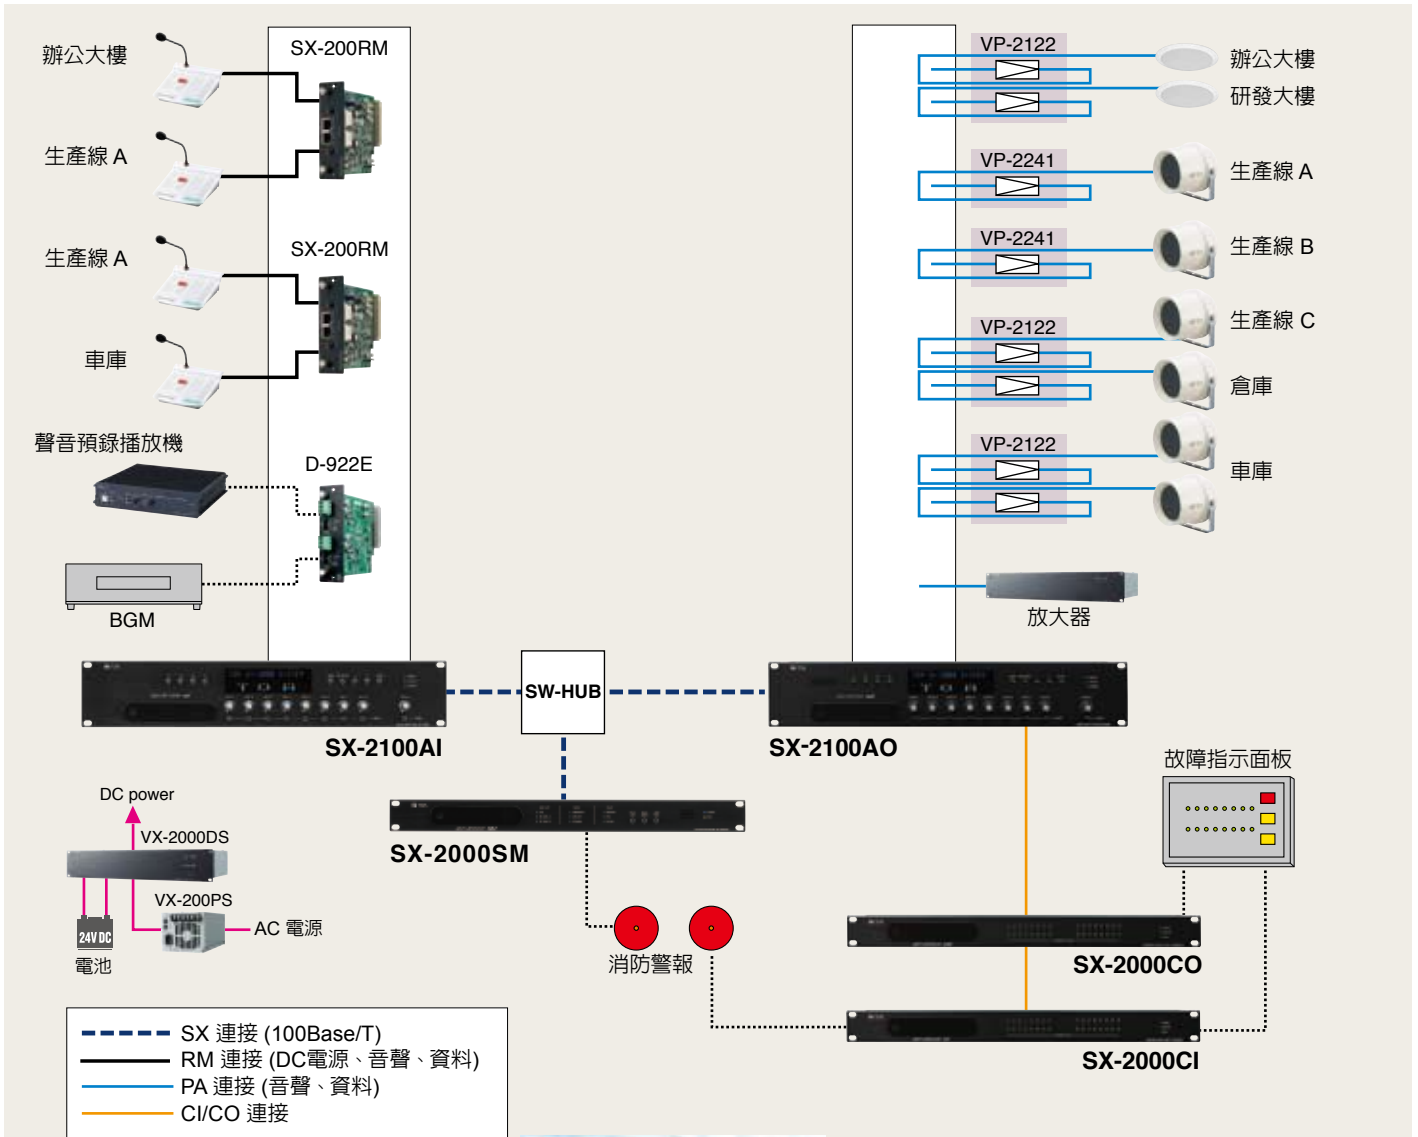 辦公大樓
SX-200RM
生產線 A
生產線 A
SX-200RM
車庫
聲音預錄播放機
D-922E
BGM
VP-2122
辦公大樓
研發大樓
VP-2241
生產線 A
VP-2241
生產線 B
VP-2122
生產線 C
倉庫
VP-2122
車庫
放大器
TOA
SX-2100AI
SW-HUB
TOA
SX-2100AO
SX-2000SM
故障指示面板
DC power
VX-2000DS
VX-200PS
24V DC
電池
AC 電源
消防警報
SX-2000CO
SX-2000CI
SX 連接 (100Base/T)
RM 連接 (DC電源、音聲、資料)
PA 連接 (音聲、資料)
CI/CO 連接